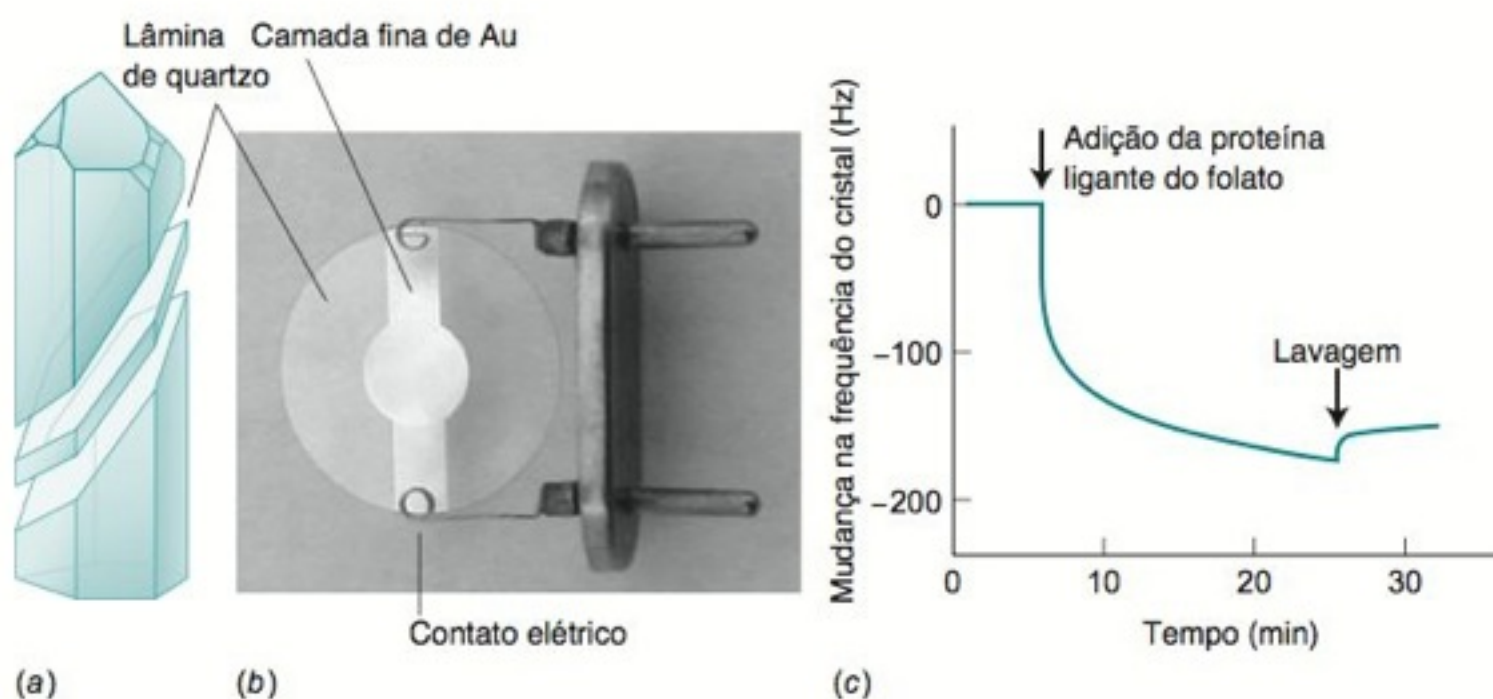 Lâmina
de quartzo
Camada fina de Au
Contato elétrico
(a)
(b)
Mudança na frequência do cristal (Hz)
Adição da proteína
ligante do folato
Lavagem
0
−100
−200
0
10
20
30
Tempo (min)
(c)